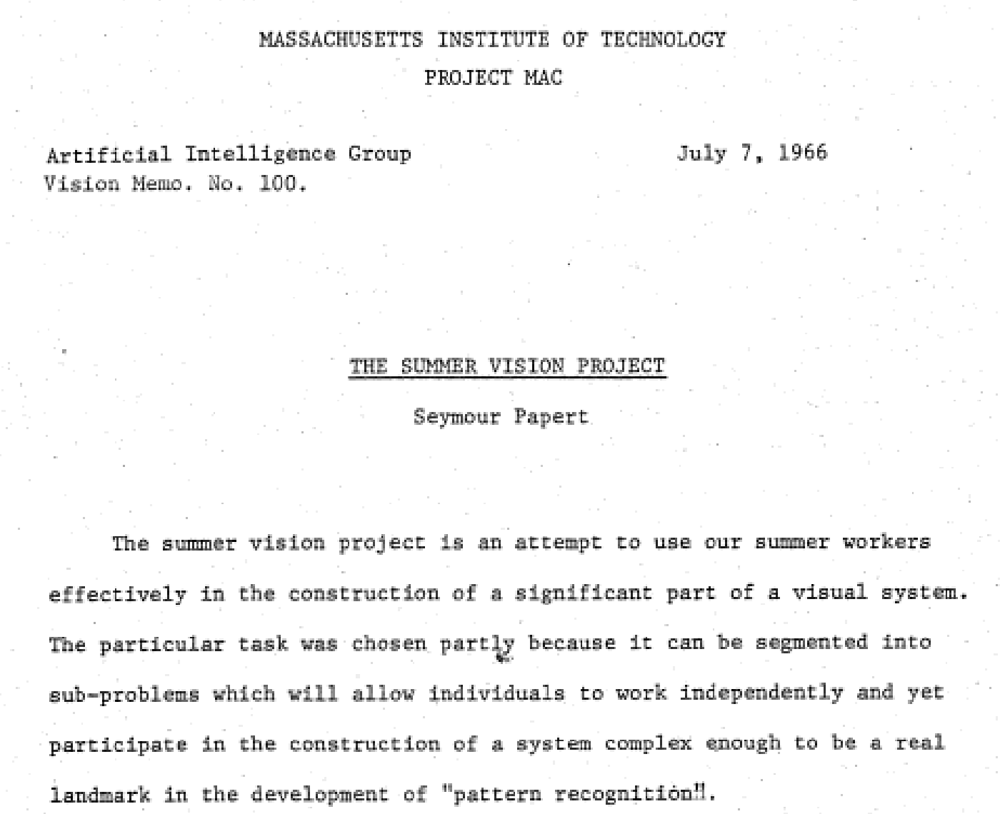 MASSACHUSETTS INSTITUTE OF TECHNOLOGY
PROJECT MAC
Artificial Intelligence Group
July 7, 1966
Vision Memo. No. 100.
THE SUMMER VISION PROJECT
Seymour Papert
The summer vision project is an attempt to use our summer workers
effectively in the construction of a significant part of a visual system.
The particular task was chosen partly because it can be segmented into
sub-problems which will allow individuals to work independently and yet
participate in the construction of a system complex enough to be a real
landmark in the development of "pattern recognition".